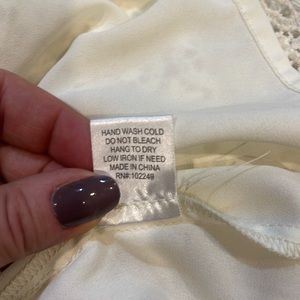 HAND WASH COLD
DO NOT BLEACH
HANG TO DRY
LOW IRON IF NEED
MADE IN CHINA
RN#:102249